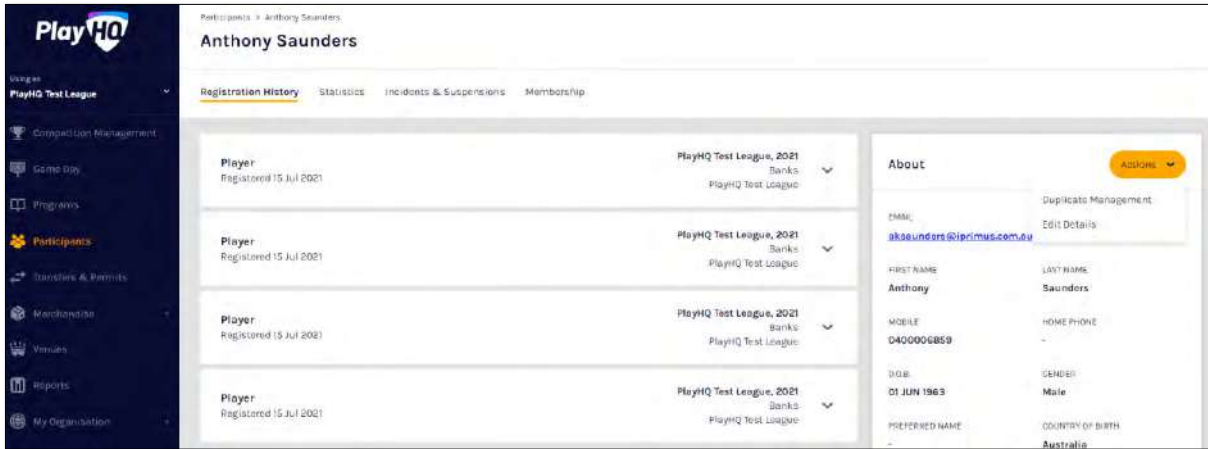 PlayHQ
Using as
PlayHQ Test League
Competition Management
Game Day
Programs
Participants
Transfers & Permits
Merchandise
Venues
Reports
My Organisation
Participants > Anthony Saunders
Anthony Saunders
Registration History Statistics Incidents & Suspensions Membership
Player
Registered 15 Jul 2021
PlayHQ Test League, 2021
Banks
PlayHQ Test League
Player
Registered 15 Jul 2021
PlayHQ Test League, 2021
Banks
PlayHQ Test League
Player
Registered 15 Jul 2021
PlayHQ Test League, 2021
Banks
PlayHQ Test League
Player
Registered 15 Jul 2021
PlayHQ Test League, 2021
Banks
PlayHQ Test League
About
Actions
Duplicate Management
Edit Details
EMAIL
aksaunders@iprimus.com.au
FIRST NAME LAST NAME
Anthony Saunders
MOBILE HOME PHONE
0400006859 -
D.O.B. GENDER
01 JUN 1963 Male
PREFERRED NAME COUNTRY OF BIRTH
- Australia